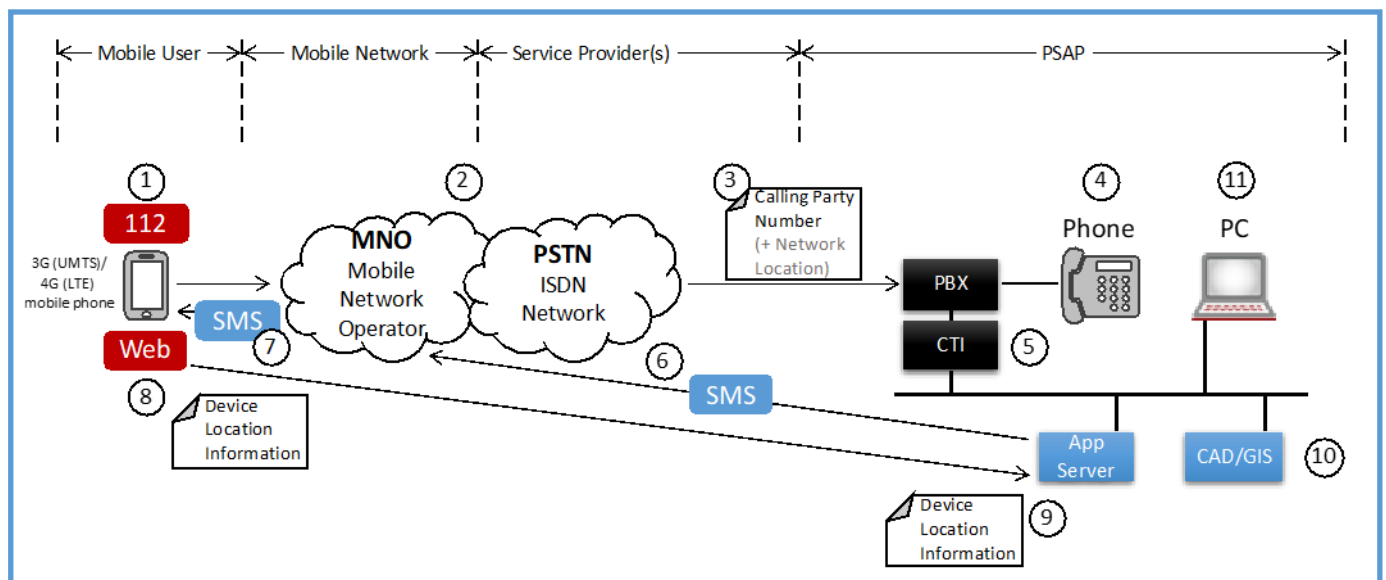 Mobile User
Mobile Network
Service Provider(s)
PSAP
1
2
3
4
11
112
3G (UMTS)/
4G (LTE)
mobile phone
MNO
Mobile
Network
Operator
PSTN
ISDN
Network
Calling Party
Number
(+ Network
Location)
Phone
PC
PBX
CTI
5
SMS
7
6
SMS
Web
8
Device
Location
Information
App
Server
CAD/GIS
10
9
Device
Location
Information